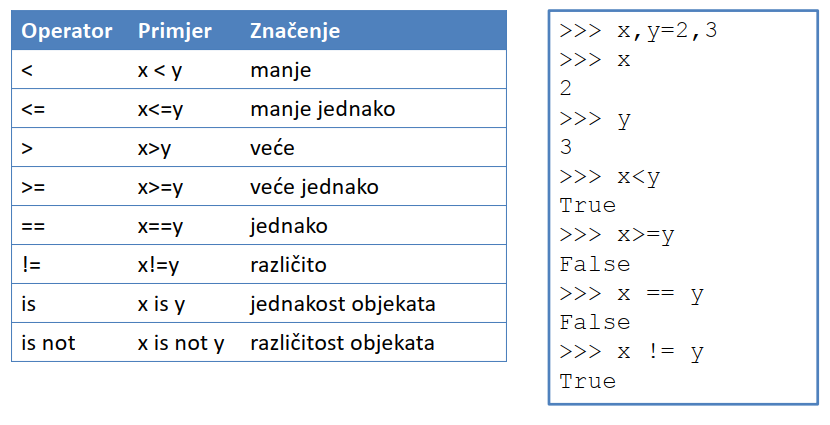 Operator Primjer Značenje
< x < y manje
<= x<=y manje jednako
> x>y veće
>= x>=y veće jednako
== x==y jednako
!= x!=y različito
is x is y jednakost objekata
is not x is not y različitost objekata
>>> x,y=2,3
>>> x
2
>>> y
3
>>> x<y
True
>>> x>=y
False
>>> x == y
False
>>> x != y
True